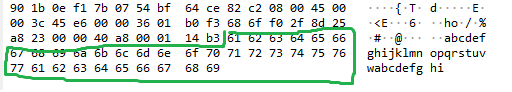 90 1b 0e f1 7b 07 54 bf 64 ce 82 c2 08 00 45 00 ····{·T· d·····E·
00 3c 45 e6 00 00 36 01 b0 f3 68 ff f0 2f 8d 25 ·<E···6· ··ho·/·%
a8 23 00 00 40 a8 00 01 14 b3 61 62 63 64 65 66 ·#··@··· ··abcdef
67 68 69 6a 6b 6c 6d 6e 6f 70 71 72 73 74 75 76 ghijklmn opqrstuv
77 61 62 63 64 65 66 67 68 69 wabcdefg hi